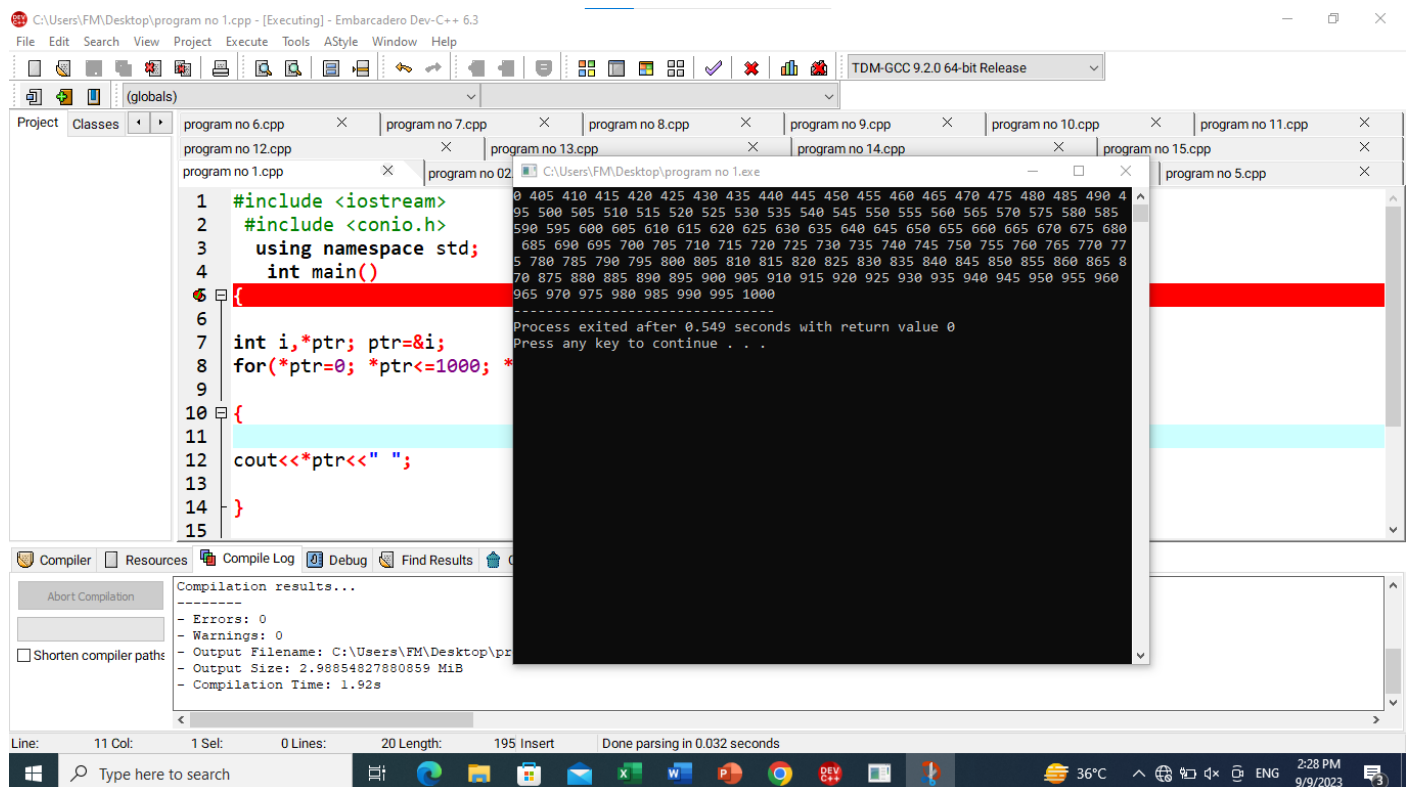 C:\Users\FM\Desktop\program no 1.cpp - [Executing] - Embarcadero Dev-C++ 6.3
File Edit Search View Project Execute Tools AStyle Window Help
TDM-GCC 9.2.0 64-bit Release
(globals)
Project Classes
program no 6.cpp program no 7.cpp program no 8.cpp program no 9.cpp program no 10.cpp program no 11.cpp
program no 12.cpp program no 13.cpp program no 14.cpp program no 15.cpp
program no 1.cpp program no 02 program no 5.cpp
1 #include <iostream>
2 #include <conio.h>
3 using namespace std;
4 int main()
{
6
7 int i,*ptr; ptr=&i;
8 for(*ptr=0; *ptr<=1000; *
9
10 {
11
12 cout<<*ptr<<" ";
13
14 }
15
C:\Users\FM\Desktop\program no 1.exe
0 405 410 415 420 425 430 435 440 445 450 455 460 465 470 475 480 485 490 4
95 500 505 510 515 520 525 530 535 540 545 550 555 560 565 570 575 580 585
590 595 600 605 610 615 620 625 630 635 640 645 650 655 660 665 670 675 680
685 690 695 700 705 710 715 720 725 730 735 740 745 750 755 760 765 770 77
5 780 785 790 795 800 805 810 815 820 825 830 835 840 845 850 855 860 865 8
70 875 880 885 890 895 900 905 910 915 920 925 930 935 940 945 950 955 960
965 970 975 980 985 990 995 1000
--------------------------------
Process exited after 0.549 seconds with return value 0
Press any key to continue . . .
Compiler Resources Compile Log Debug Find Results
Abort Compilation
Shorten compiler paths
Compilation results...
--------
- Errors: 0
- Warnings: 0
- Output Filename: C:\Users\FM\Desktop\pr
- Output Size: 2.98854827880859 MiB
- Compilation Time: 1.92s
Line: 11 Col: 1 Sel: 0 Lines: 20 Length: 195 Insert Done parsing in 0.032 seconds
Type here to search
36°C ENG
2:28 PM
9/9/2023
3